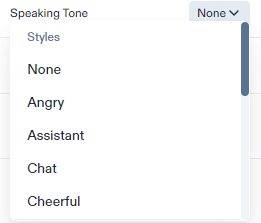 Speaking Tone None
Styles
None
Angry
Assistant
Chat
Cheerful